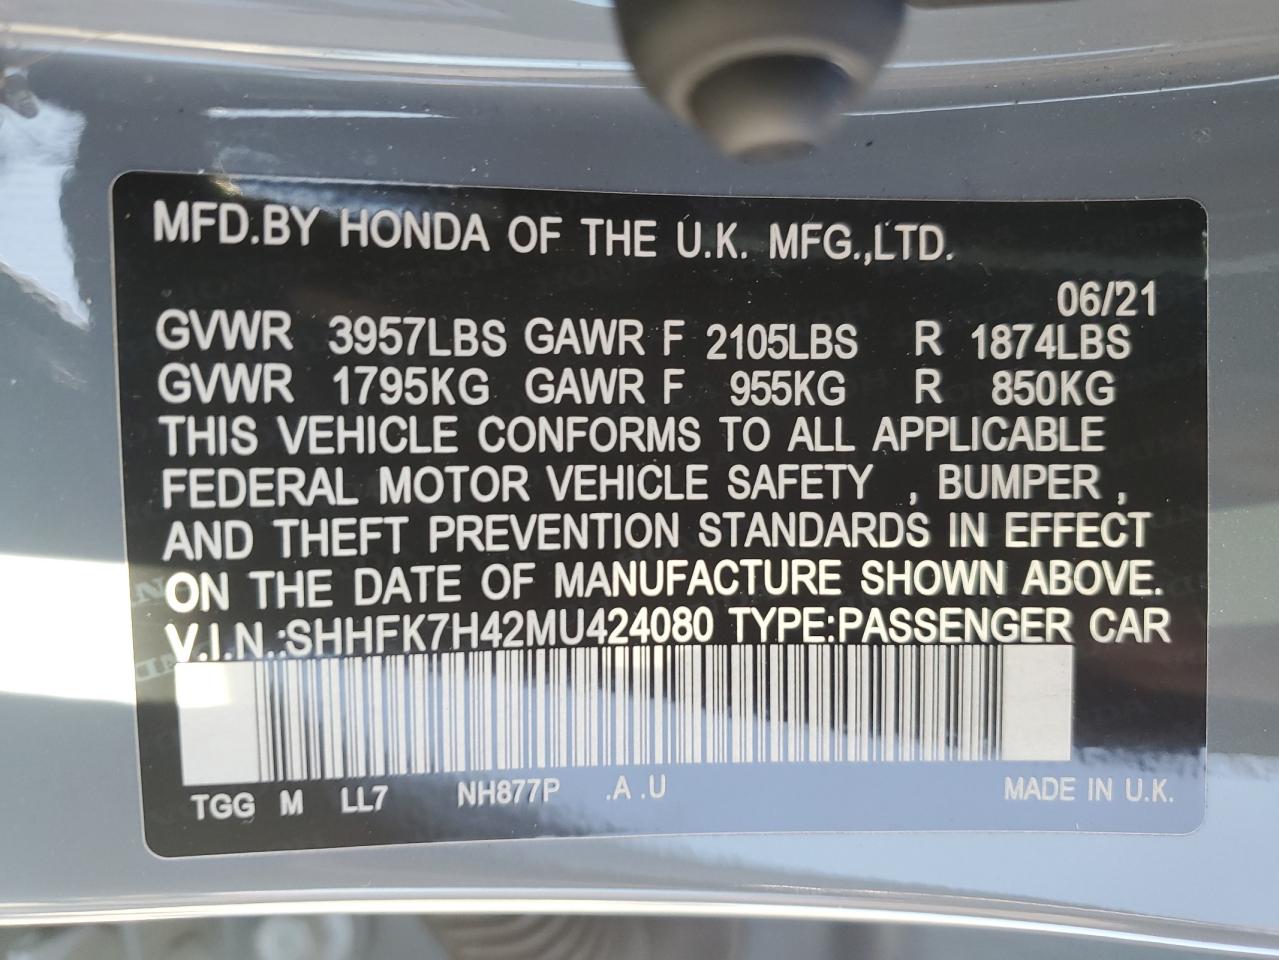 MFD.BY HONDA OF THE U.K. MFG.,LTD.
06/21
GVWR 3957LBS GAWR F 2105LBS R 1874LBS
GVWR 1795KG GAWR F 955KG R 850KG
THIS VEHICLE CONFORMS TO ALL APPLICABLE
FEDERAL MOTOR VEHICLE SAFETY , BUMPER ,
AND THEFT PREVENTION STANDARDS IN EFFECT
ON THE DATE OF MANUFACTURE SHOWN ABOVE.
V.I.N.:SHHFK7H42MU424080 TYPE:PASSENGER CAR
TGG M LL7 NH877P .A .U MADE IN U.K.